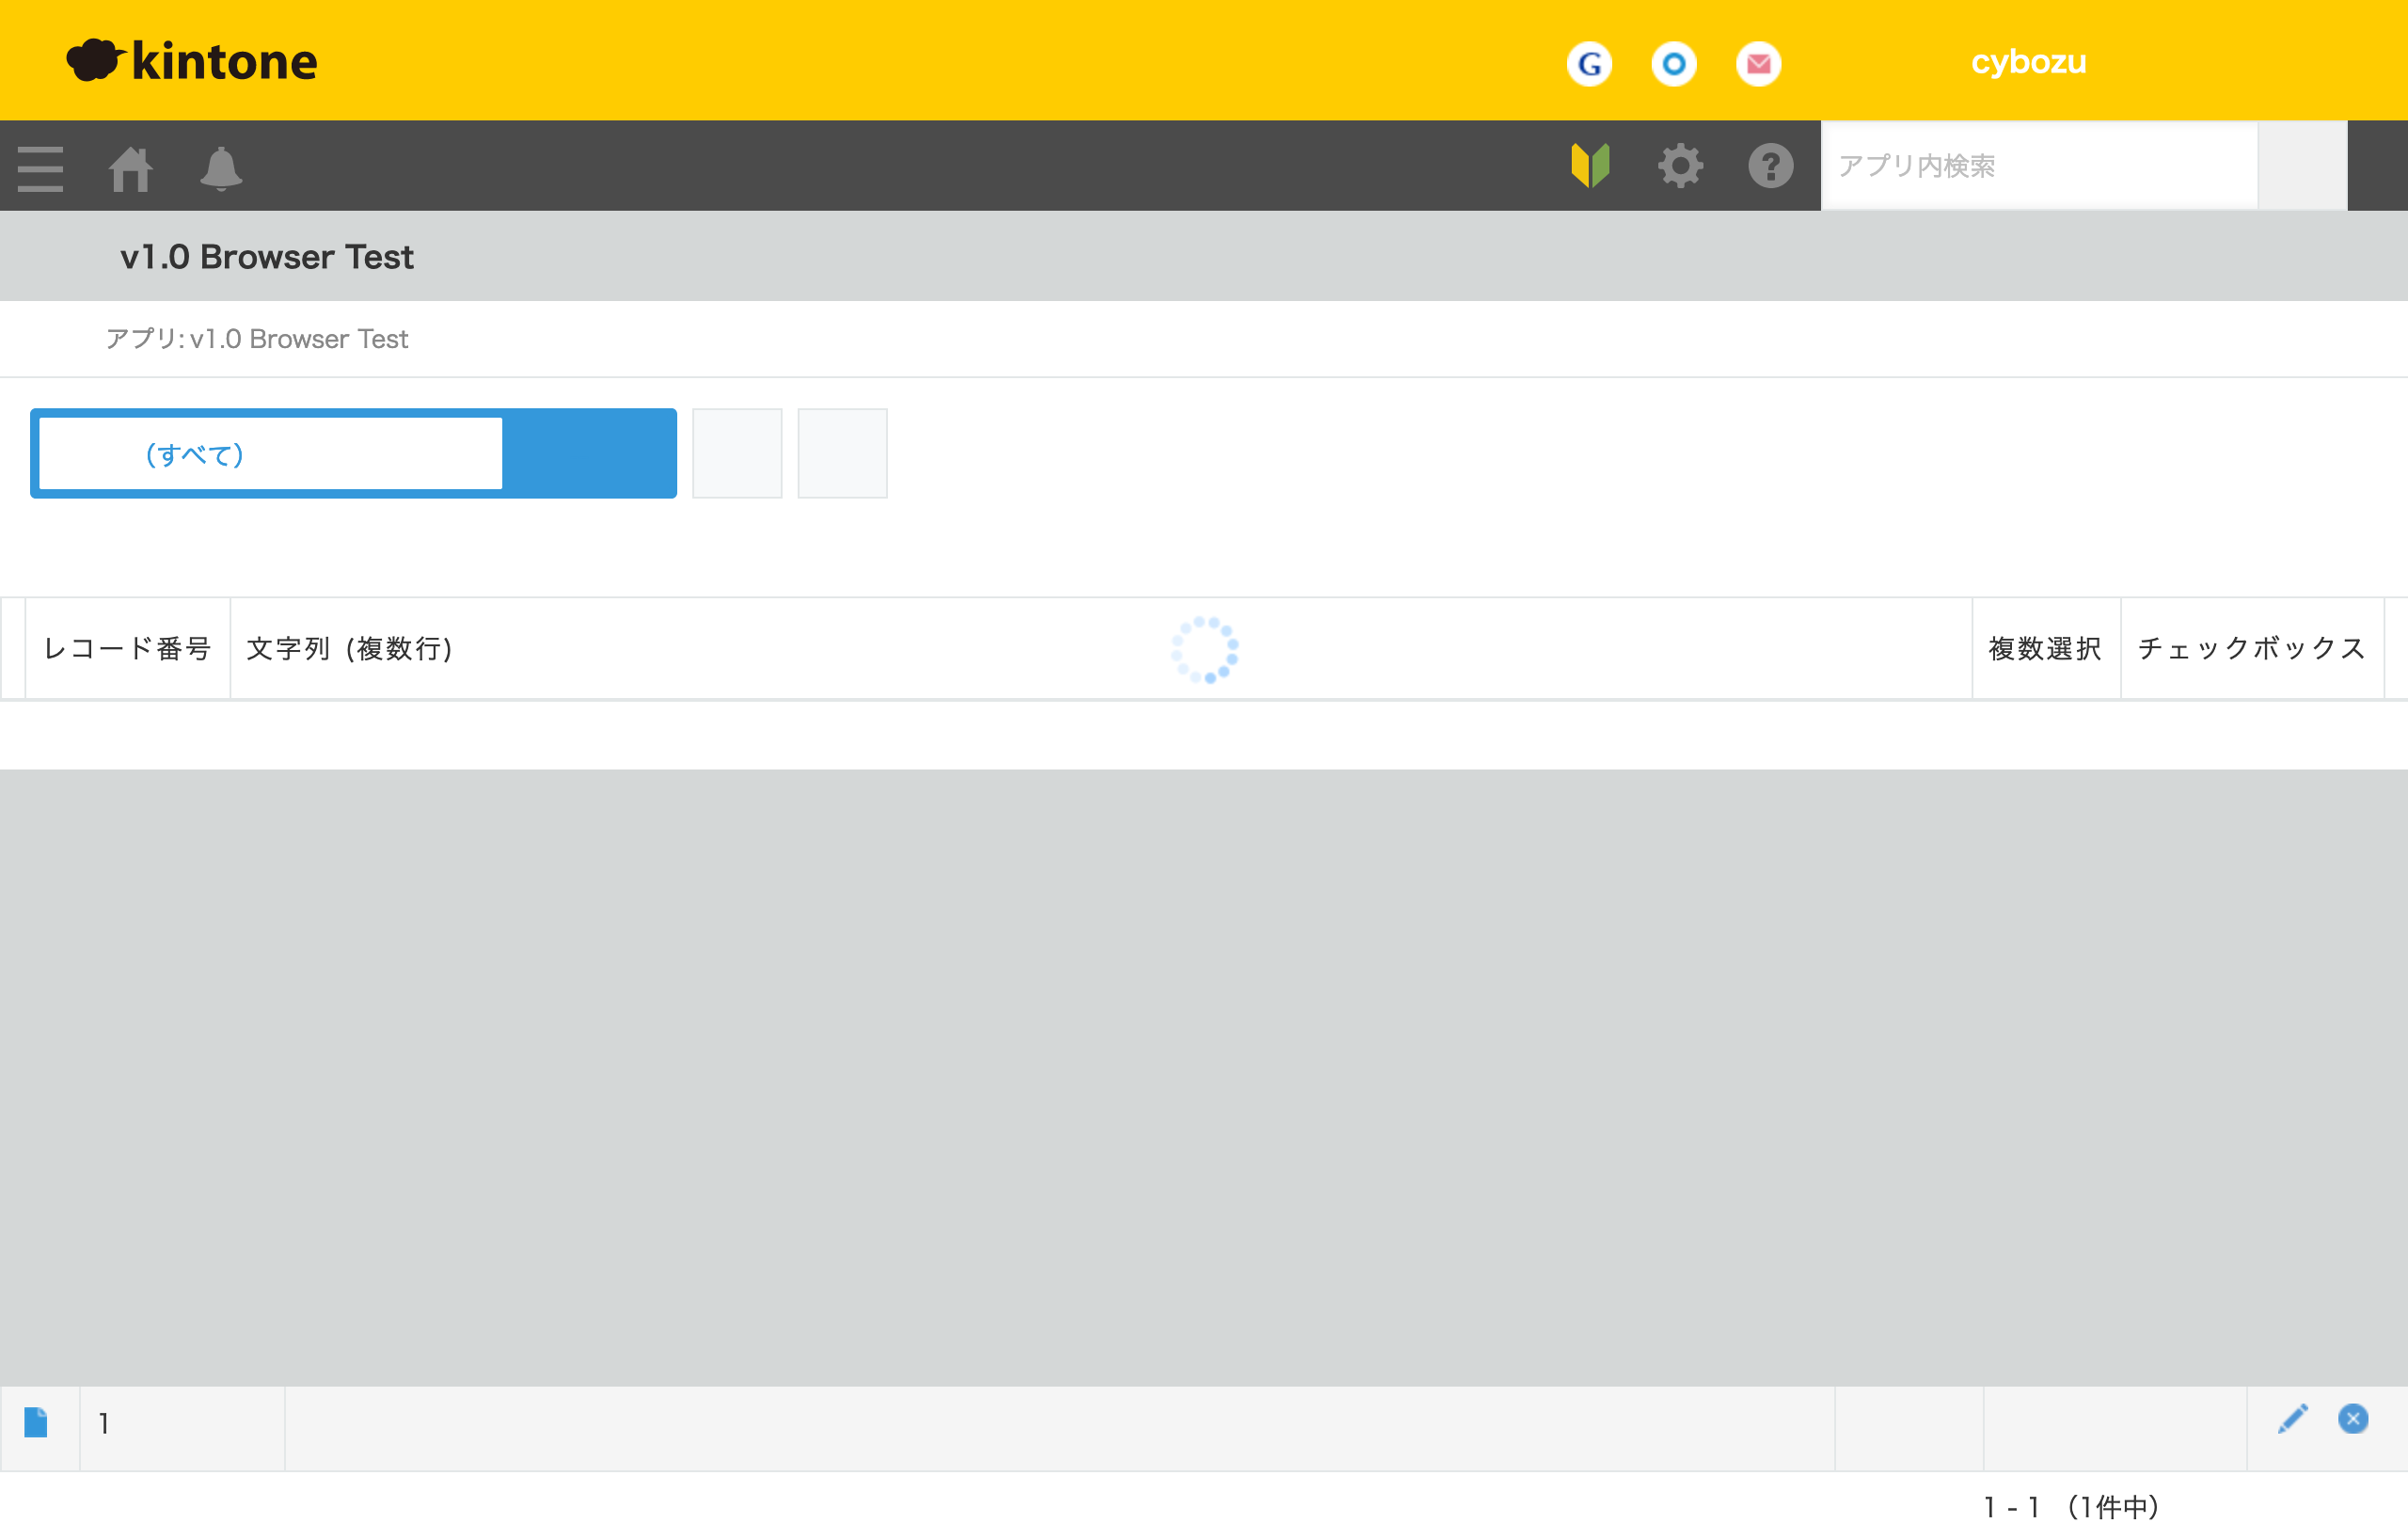 kintone
G
cybozu
アプリ内検索
v1.0 Browser Test
アプリ: v1.0 Browser Test
(すべて)
レコード番号 文字列 (複数行) 複数選択 チェックボックス
1
1 - 1 (1件中)